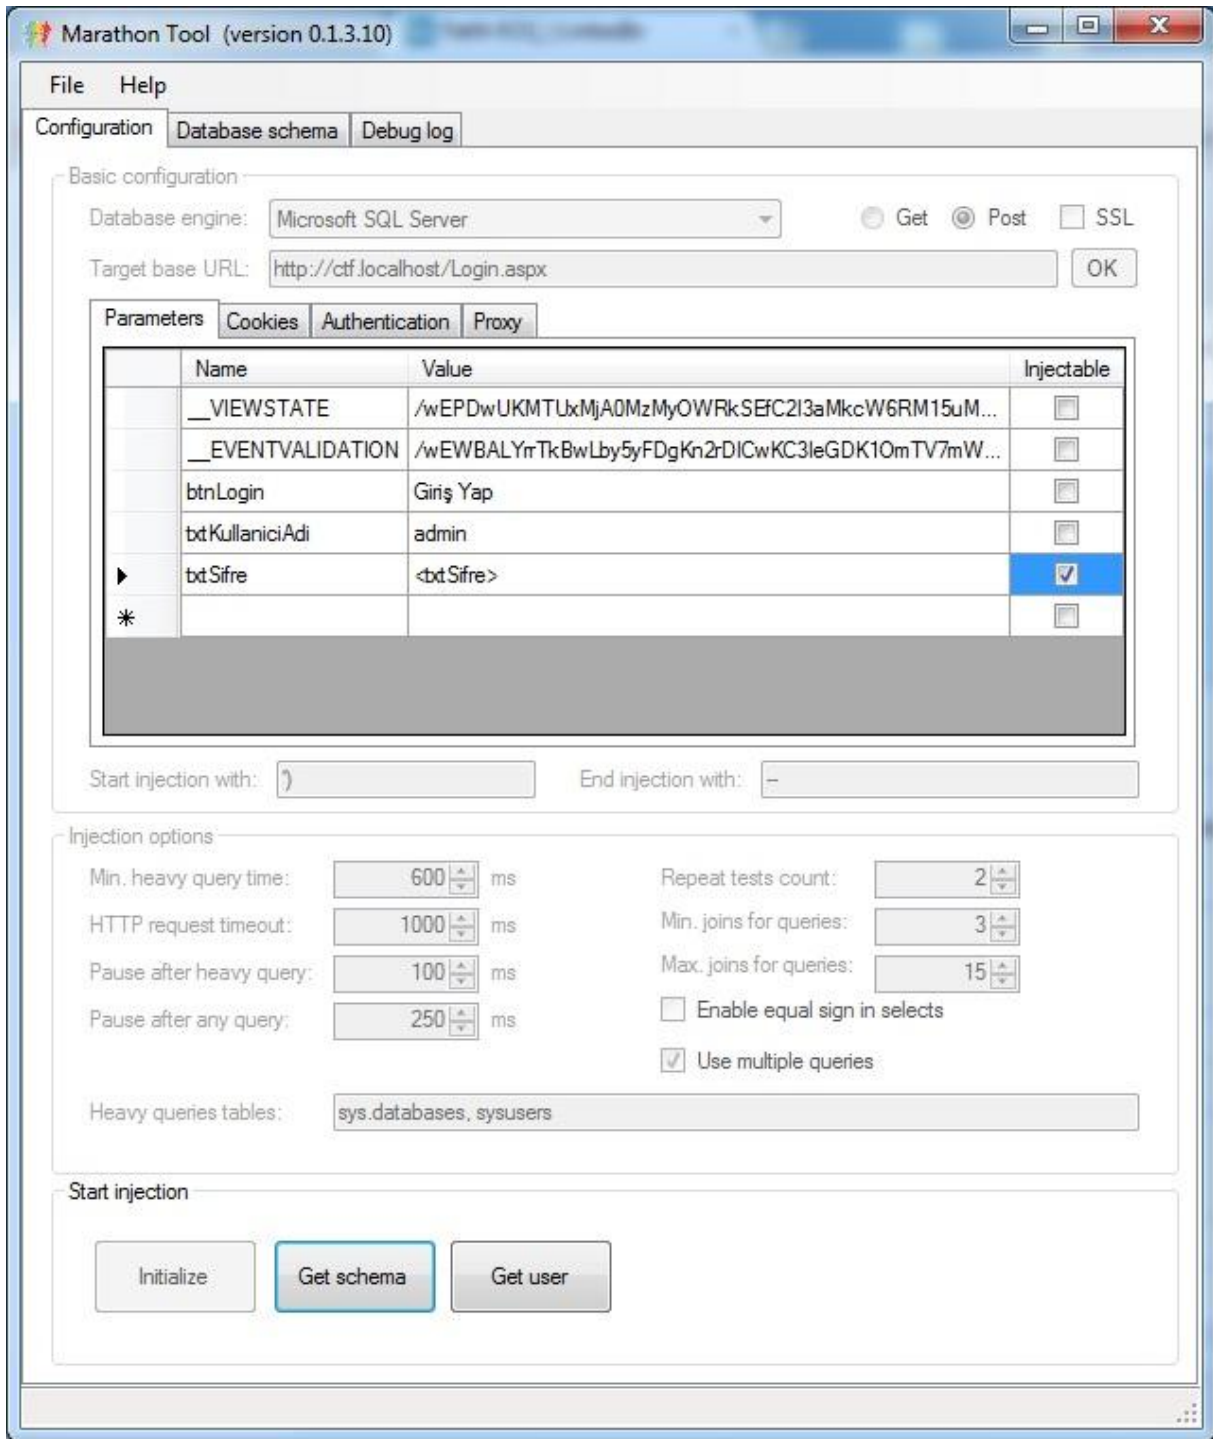 Marathon Tool (version 0.1.3.10)
File Help
Configuration Database schema Debug log
Basic configuration
Database engine: Microsoft SQL Server Get Post SSL
Target base URL: http://ctf.localhost/Login.aspx OK
Parameters Cookies Authentication Proxy
Name Value Injectable
__VIEWSTATE /wEPDwUKMTUxMjA0MzMyOWRkSEfC2I3aMkcW6RM15uM...
__EVENTVALIDATION /wEWBALYrrTkBwLby5yFDgKn2rDICwKC3IeGDK1OmTV7mW...
btnLogin Giriş Yap
txtKullaniciAdi admin
txtSifre <txtSifre>
Start injection with: ') End injection with: --
Injection options
Min. heavy query time: 600 ms Repeat tests count: 2
HTTP request timeout: 1000 ms Min. joins for queries: 3
Pause after heavy query: 100 ms Max. joins for queries: 15
Pause after any query: 250 ms Enable equal sign in selects
Use multiple queries
Heavy queries tables: sys.databases, sysusers
Start injection
Initialize Get schema Get user